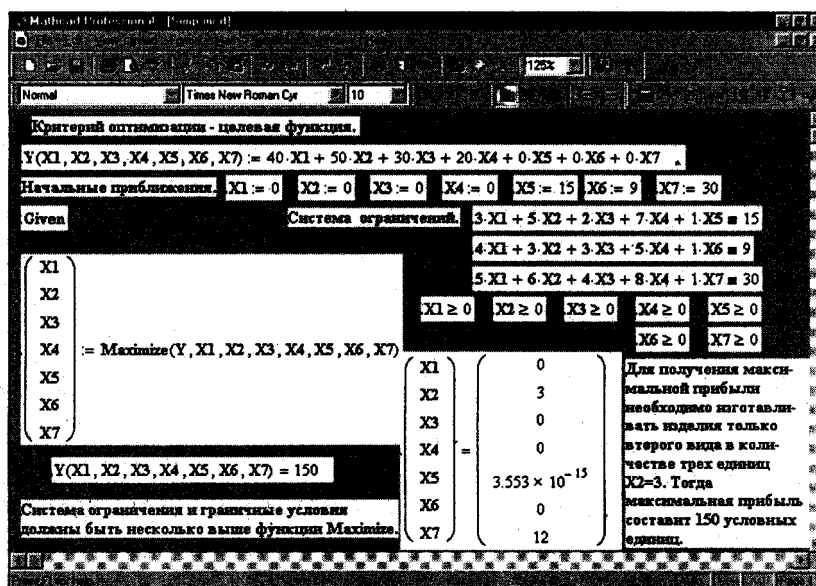 Mathcad Professional - [Simp.mcd]
125%
Normal Times New Roman Cyr 10
Критерий оптимизации - целевая функция.
Y(X1, X2, X3, X4, X5, X6, X7) := 40·X1 + 50·X2 + 30·X3 + 20·X4 + 0·X5 + 0·X6 + 0·X7
Начальные приближения. X1 := 0 X2 := 0 X3 := 0 X4 := 0 X5 := 15 X6 := 9 X7 := 30
Given Система ограничений. 3·X1 + 5·X2 + 2·X3 + 7·X4 + 1·X5 = 15
4·X1 + 3·X2 + 3·X3 + 5·X4 + 1·X6 = 9
5·X1 + 6·X2 + 4·X3 + 8·X4 + 1·X7 = 30
X1 ≥ 0 X2 ≥ 0 X3 ≥ 0 X4 ≥ 0 X5 ≥ 0
X6 ≥ 0 X7 ≥ 0
X1
X2
X3
X4 := Maximize(Y, X1, X2, X3, X4, X5, X6, X7)
X5
X6
X7
X1 0
X2 3
X3 0
X4 = 0
X5 3.553 × 10⁻¹⁵
X6 0
X7 12
Для получения макси-
мальной прибыли
необходимо изготавли-
вать изделия только
второго вида в коли-
честве трех единиц
X2=3. Тогда
максимальная прибыль
составит 150 условных
единиц.
Y(X1, X2, X3, X4, X5, X6, X7) = 150
Система ограничения и граничные условия
должны быть несколько выше функции Maximize.